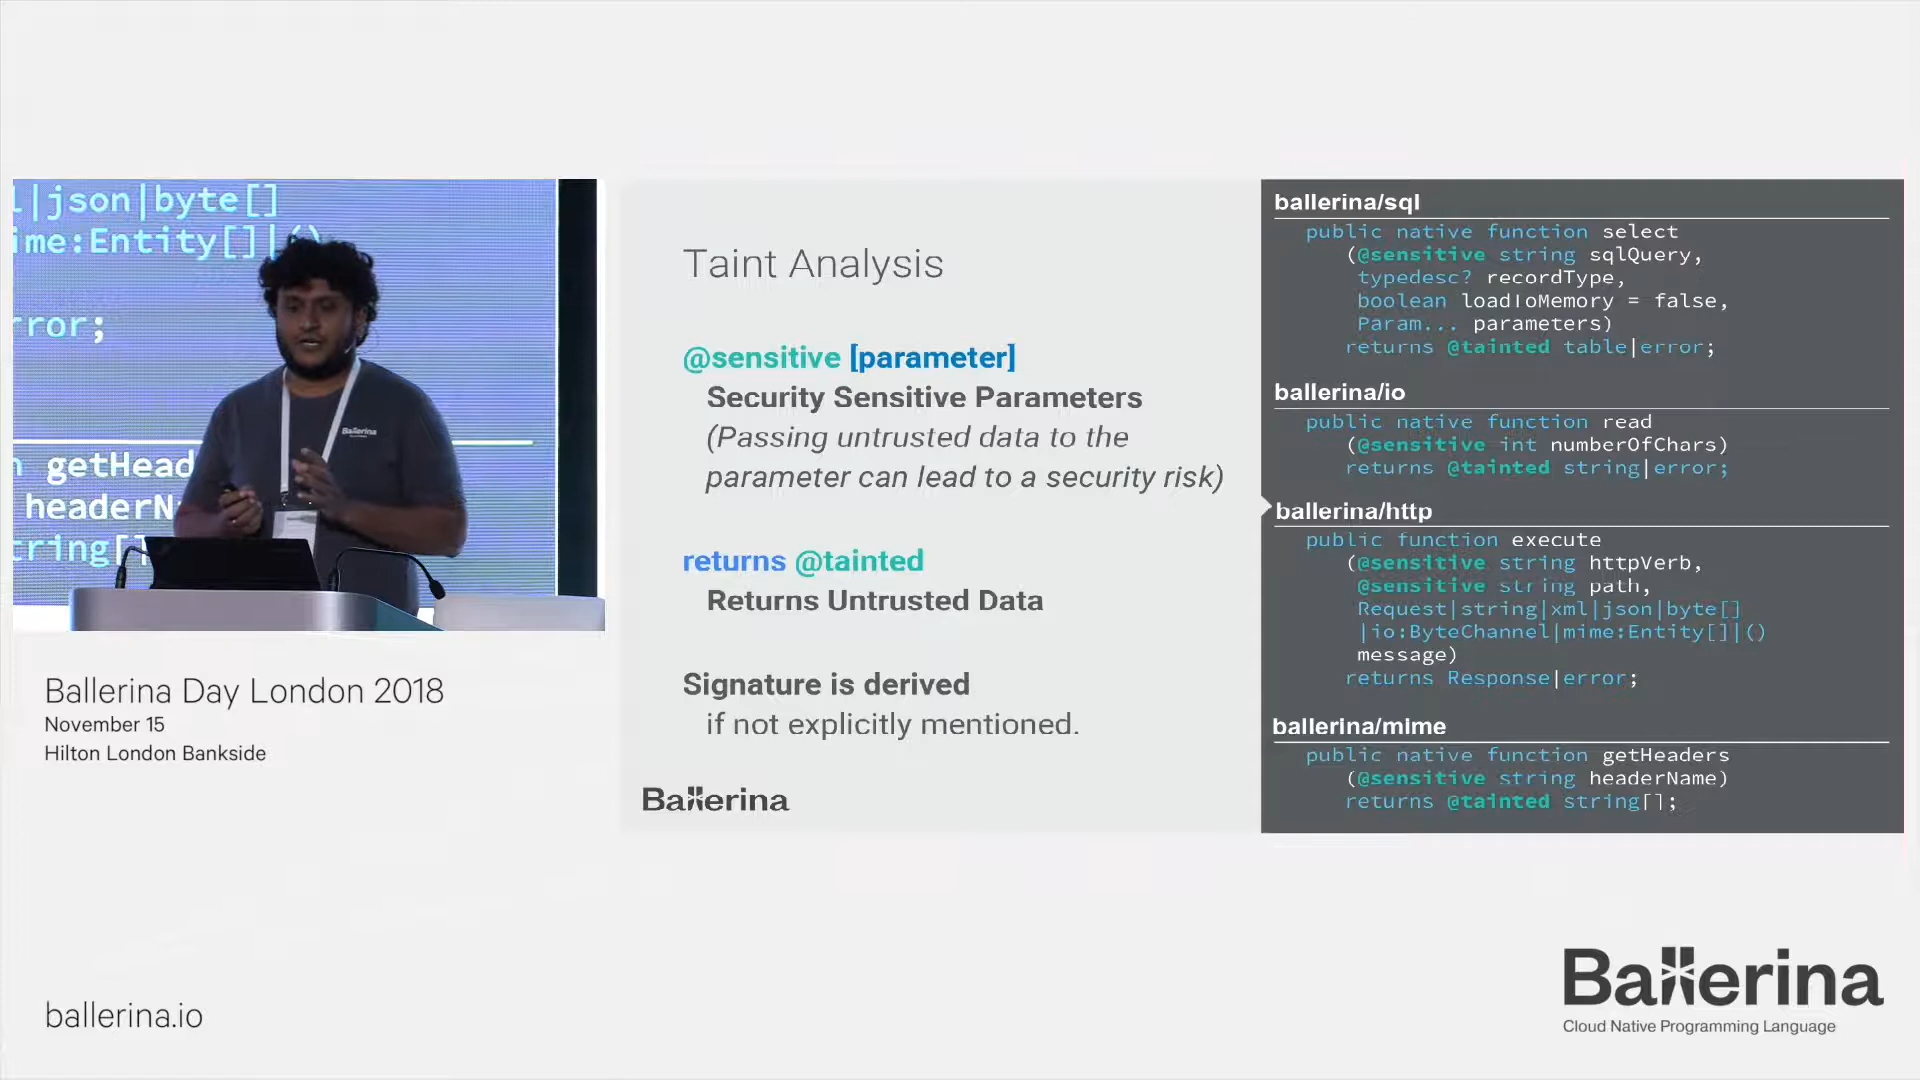 l|json|byte[]
ime:Entity[]|()
rror;
n getHead
headerN
tring[]
Ballerina
Ballerina Day London 2018
November 15
Hilton London Bankside
ballerina.io
Taint Analysis
@sensitive [parameter]
Security Sensitive Parameters
(Passing untrusted data to the
parameter can lead to a security risk)
returns @tainted
Returns Untrusted Data
Signature is derived
if not explicitly mentioned.
Ballerina
ballerina/sql
public native function select
(@sensitive string sqlQuery,
typedesc? recordType,
boolean loadToMemory = false,
Param... parameters)
returns @tainted table|error;
ballerina/io
public native function read
(@sensitive int numberOfChars)
returns @tainted string|error;
ballerina/http
public function execute
(@sensitive string httpVerb,
@sensitive string path,
Request|string|xml|json|byte[]
|io:ByteChannel|mime:Entity[]|()
message)
returns Response|error;
ballerina/mime
public native function getHeaders
(@sensitive string headerName)
returns @tainted string[];
Ballerina
Cloud Native Programming Language